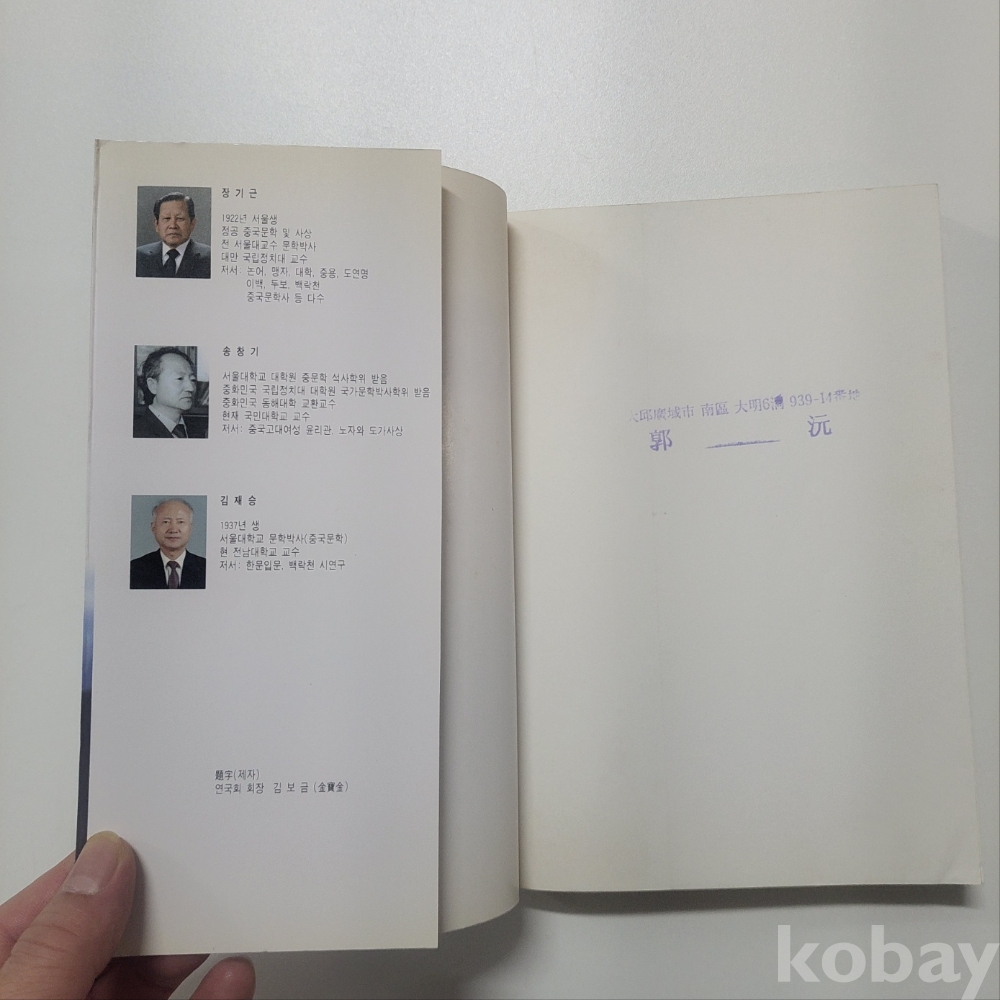 장 기 근
1922년 서울생
정공 중국문학 및 사상
전 서울대교수 문학박사
대만 국립정치대 교수
저서: 논어, 맹자, 대학, 중용, 도연명
이백, 두보, 백락천
중국문학사 등 다수
송 창 기
서울대학교 대학원 중문학 석사학위 받음
중화민국 국립정치대 대학원 국가문학박사학위 받음
중화민국 동해대학 교환교수
현재 국민대학교 교수
저서: 중국고대여성 윤리관, 노자와 도가사상
김 재 승
1937년 생
서울대학교 문학박사(중국문학)
현 전남대학교 교수
저서: 한문입문, 백락천 시연구
題字(제자)
연국회 회장 김 보 금 (金寶金)
大邱廣域市 南區 大明6洞 939-14
郭 一 沅
kobay